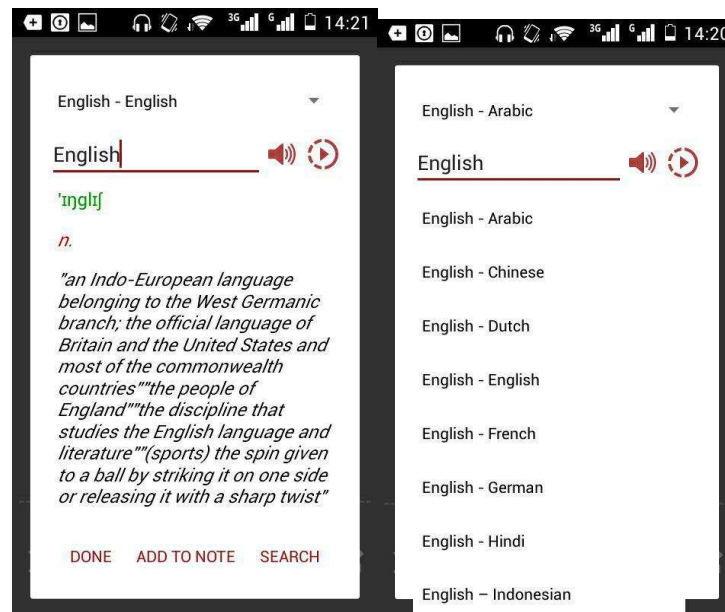 3G G 14:21
English - English
English
'ɪŋglɪʃ
n.
"an Indo-European language
belonging to the West Germanic
branch; the official language of
Britain and the United States and
most of the commonwealth
countries""the people of
England""the discipline that
studies the English language and
literature""(sports) the spin given
to a ball by striking it on one side
or releasing it with a sharp twist"
DONE ADD TO NOTE SEARCH
3G G 14:20
English - Arabic
English
English - Arabic
English - Chinese
English - Dutch
English - English
English - French
English - German
English - Hindi
English – Indonesian